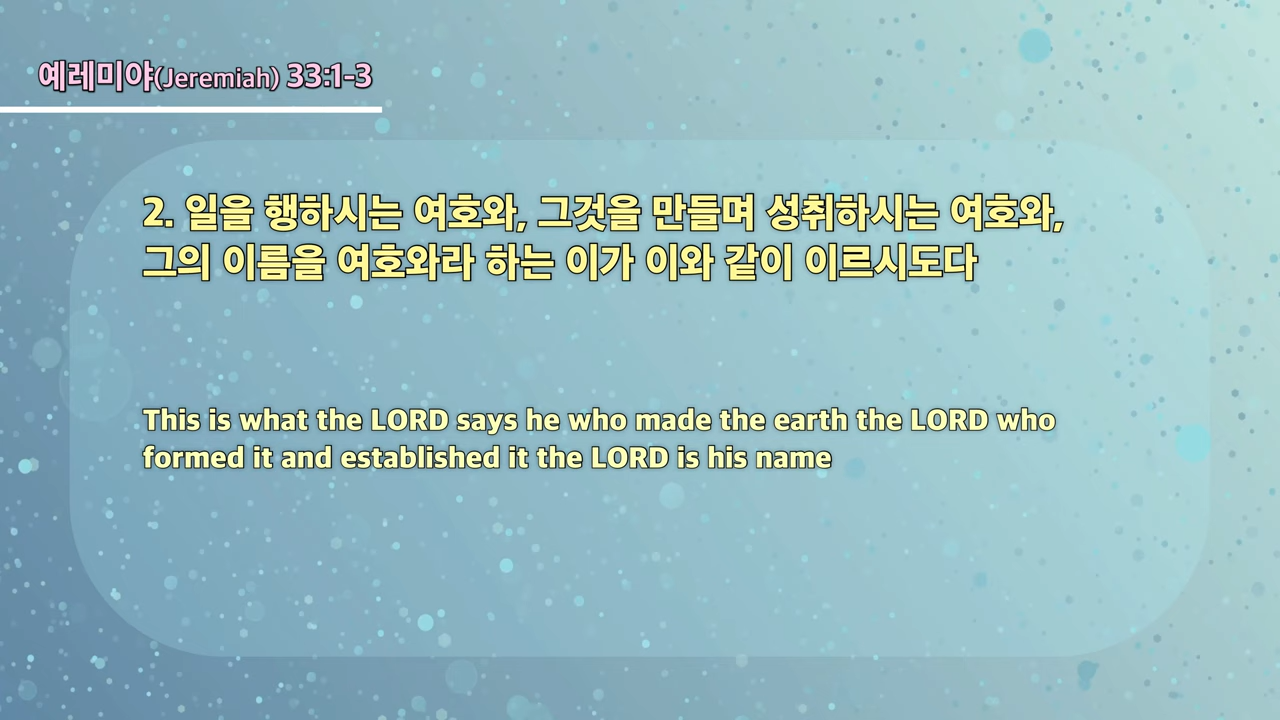 예레미야(Jeremiah) 33:1-3
2. 일을 행하시는 여호와, 그것을 만들며 성취하시는 여호와,
그의 이름을 여호와라 하는 이가 이와 같이 이르시도다
This is what the LORD says he who made the earth the LORD who
formed it and established it the LORD is his name